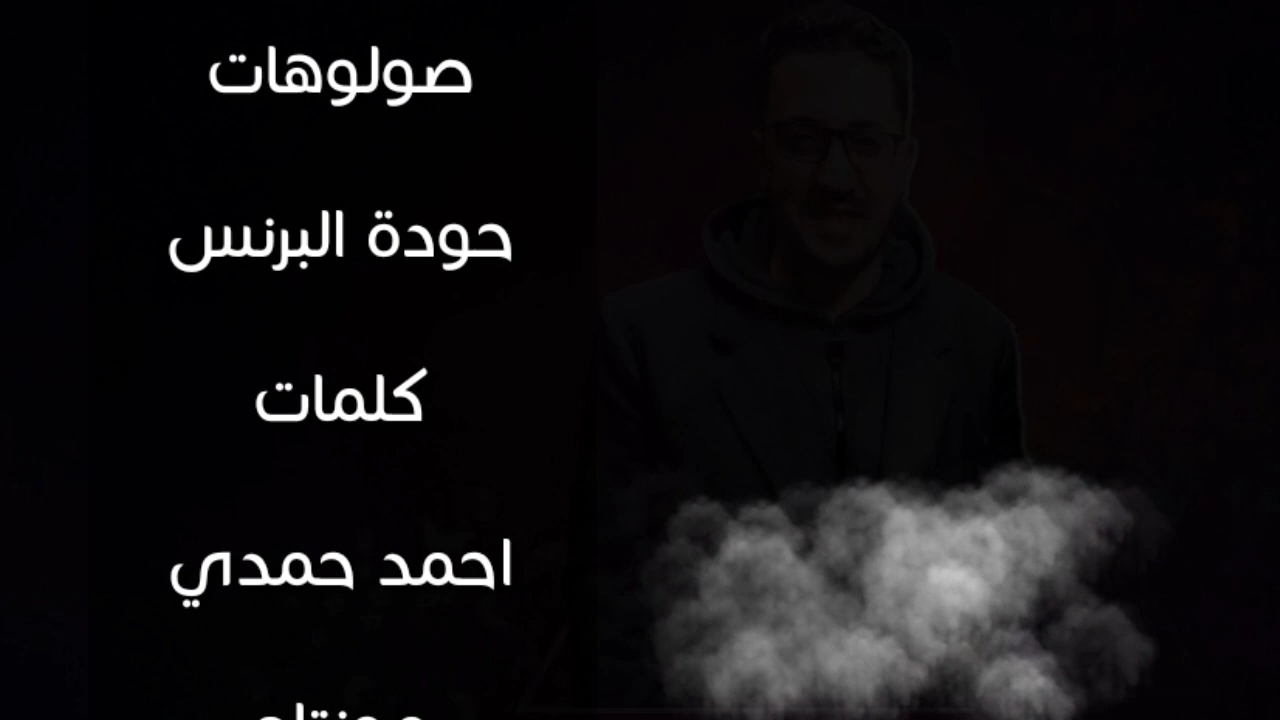 صولوهات
حودة البرنس
كلمات
احمد حمدي